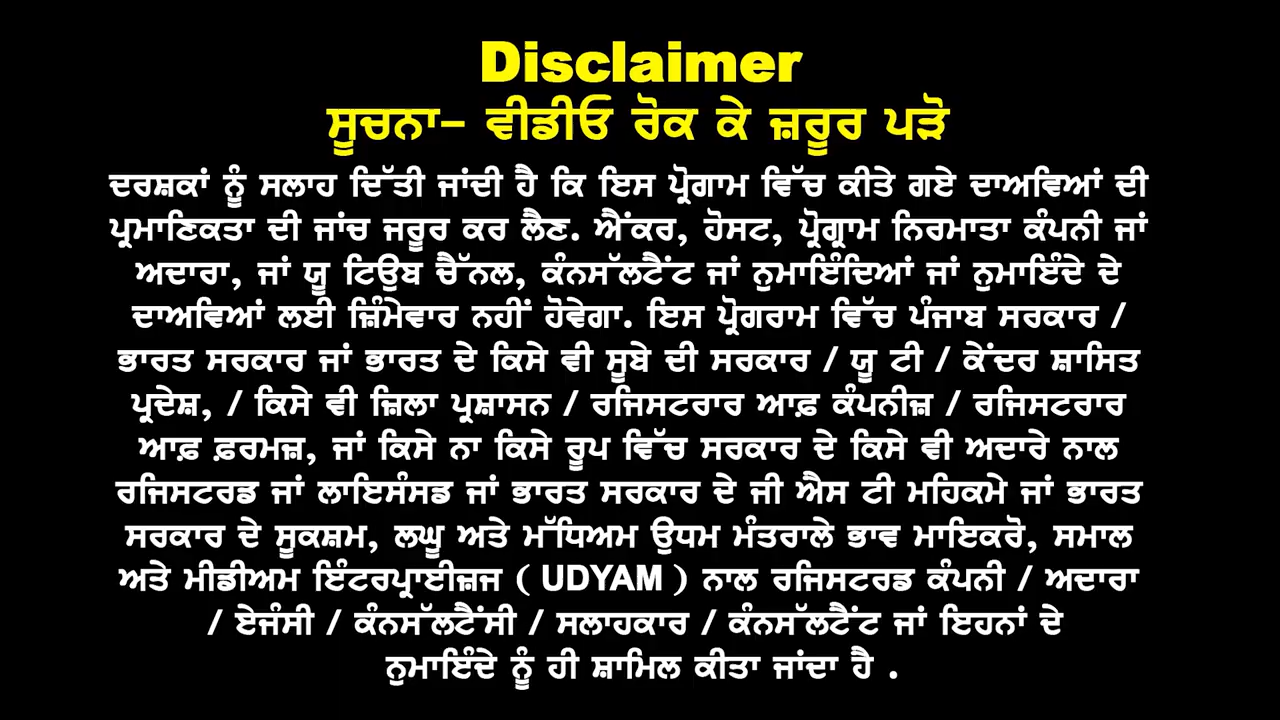 Disclaimer
ਸੂਚਨਾ- ਵੀਡੀਓ ਰੋਕ ਕੇ ਜ਼ਰੂਰ ਪੜੋ
ਦਰਸ਼ਕਾਂ ਨੂੰ ਸਲਾਹ ਦਿੱਤੀ ਜਾਂਦੀ ਹੈ ਕਿ ਇਸ ਪ੍ਰੋਗਾਮ ਵਿੱਚ ਕੀਤੇ ਗਏ ਦਾਅਵਿਆਂ ਦੀ
ਪ੍ਰਮਾਣਿਕਤਾ ਦੀ ਜਾਂਚ ਜਰੂਰ ਕਰ ਲੈਣ. ਐਂਕਰ, ਹੋਸਟ, ਪ੍ਰੋਗ੍ਰਾਮ ਨਿਰਮਾਤਾ ਕੰਪਨੀ ਜਾਂ
ਅਦਾਰਾ, ਜਾਂ ਯੂ ਟਿਉਬ ਚੈੱਨਲ, ਕੰਨਸੱਲਟੈਂਟ ਜਾਂ ਨੁਮਾਇੰਦਿਆਂ ਜਾਂ ਨੁਮਾਇੰਦੇ ਦੇ
ਦਾਅਵਿਆਂ ਲਈ ਜ਼ਿੰਮੇਵਾਰ ਨਹੀਂ ਹੋਵੇਗਾ. ਇਸ ਪ੍ਰੋਗਰਾਮ ਵਿੱਚ ਪੰਜਾਬ ਸਰਕਾਰ /
ਭਾਰਤ ਸਰਕਾਰ ਜਾਂ ਭਾਰਤ ਦੇ ਕਿਸੇ ਵੀ ਸੂਬੇ ਦੀ ਸਰਕਾਰ / ਯੂ ਟੀ / ਕੇਂਦਰ ਸ਼ਾਸਿਤ
ਪ੍ਰਦੇਸ਼, / ਕਿਸੇ ਵੀ ਜ਼ਿਲਾ ਪ੍ਰਸ਼ਾਸਨ / ਰਜਿਸਟਰਾਰ ਆਫ਼ ਕੰਪਨੀਜ਼ / ਰਜਿਸਟਰਾਰ
ਆਫ਼ ਫ਼ਰਮਜ਼, ਜਾਂ ਕਿਸੇ ਨਾ ਕਿਸੇ ਰੂਪ ਵਿੱਚ ਸਰਕਾਰ ਦੇ ਕਿਸੇ ਵੀ ਅਦਾਰੇ ਨਾਲ
ਰਜਿਸਟਰਡ ਜਾਂ ਲਾਇਸੰਸਡ ਜਾਂ ਭਾਰਤ ਸਰਕਾਰ ਦੇ ਜੀ ਐਸ ਟੀ ਮਹਿਕਮੇ ਜਾਂ ਭਾਰਤ
ਸਰਕਾਰ ਦੇ ਸੂਕਸ਼ਮ, ਲਘੂ ਅਤੇ ਮੱਧਿਅਮ ਉਧਮ ਮੰਤਰਾਲੇ ਭਾਵ ਮਾਇਕਰੋ, ਸਮਾਲ
ਅਤੇ ਮੀਡੀਅਮ ਇੰਟਰਪ੍ਰਾਈਜ਼ਜ ( UDYAM ) ਨਾਲ ਰਜਿਸਟਰਡ ਕੰਪਨੀ / ਅਦਾਰਾ
/ ਏਜੰਸੀ / ਕੰਨਸੱਲਟੈਂਸੀ / ਸਲਾਹਕਾਰ / ਕੰਨਸੱਲਟੈਂਟ ਜਾਂ ਇਹਨਾਂ ਦੇ
ਨੁਮਾਇੰਦੇ ਨੂੰ ਹੀ ਸ਼ਾਮਿਲ ਕੀਤਾ ਜਾਂਦਾ ਹੈ .